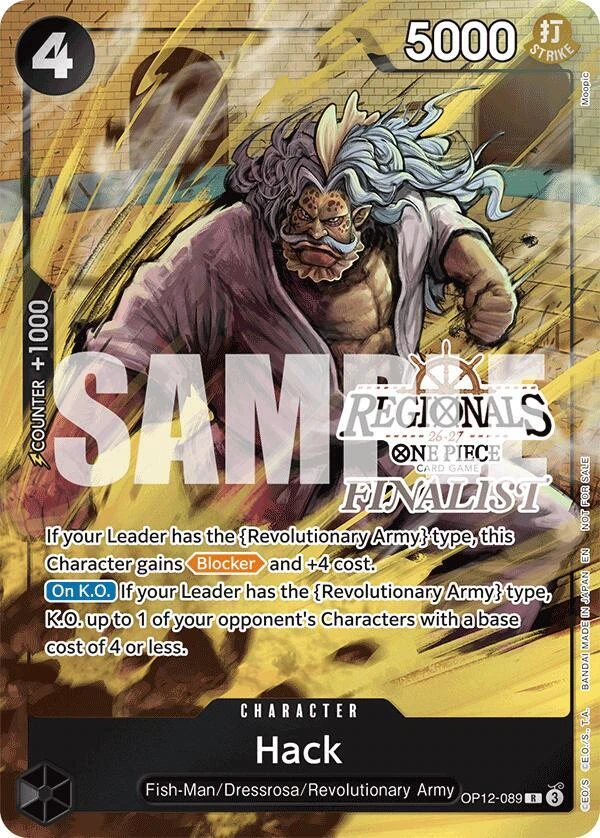 4
5000
打
STRIKE
MoopiC
COUNTER +1000
SAMPLE
REGIONALS
26-27
ONE PIECE
CARD GAME
FINALIST
If your Leader has the {Revolutionary Army} type, this
Character gains Blocker and +4 cost.
On K.O. If your Leader has the {Revolutionary Army} type,
K.O. up to 1 of your opponent's Characters with a base
cost of 4 or less.
©E.O/S ©E.O./S., T.A. BANDAI MADE IN JAPAN EN NOT FOR SALE
CHARACTER
Hack
Fish-Man/Dressrosa/Revolutionary Army
OP12-089 R 3